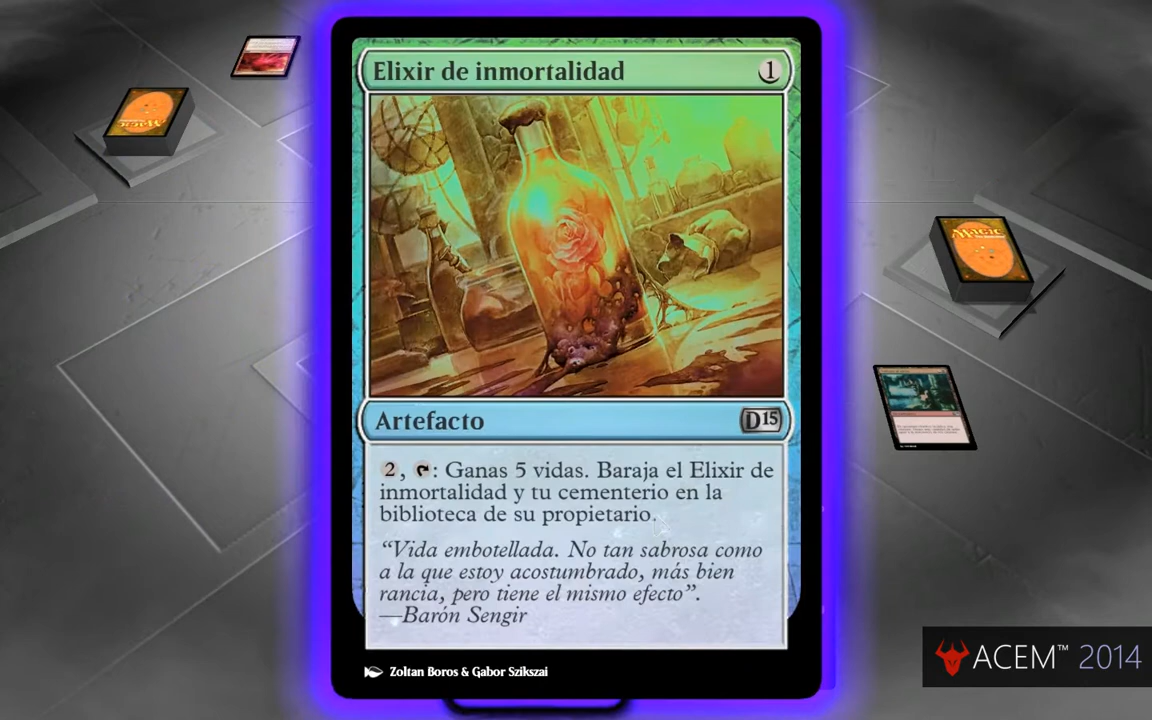 Elixir de inmortalidad 1
Artefacto D15
2, : Ganas 5 vidas. Baraja el Elixir de
inmortalidad y tu cementerio en la
biblioteca de su propietario.
“Vida embotellada. No tan sabrosa como
a la que estoy acostumbrado, más bien
rancia, pero tiene el mismo efecto”.
—Barón Sengir
Zoltan Boros & Gabor Szikszai
MAGIC
MAGIC
ACEM™ 2014